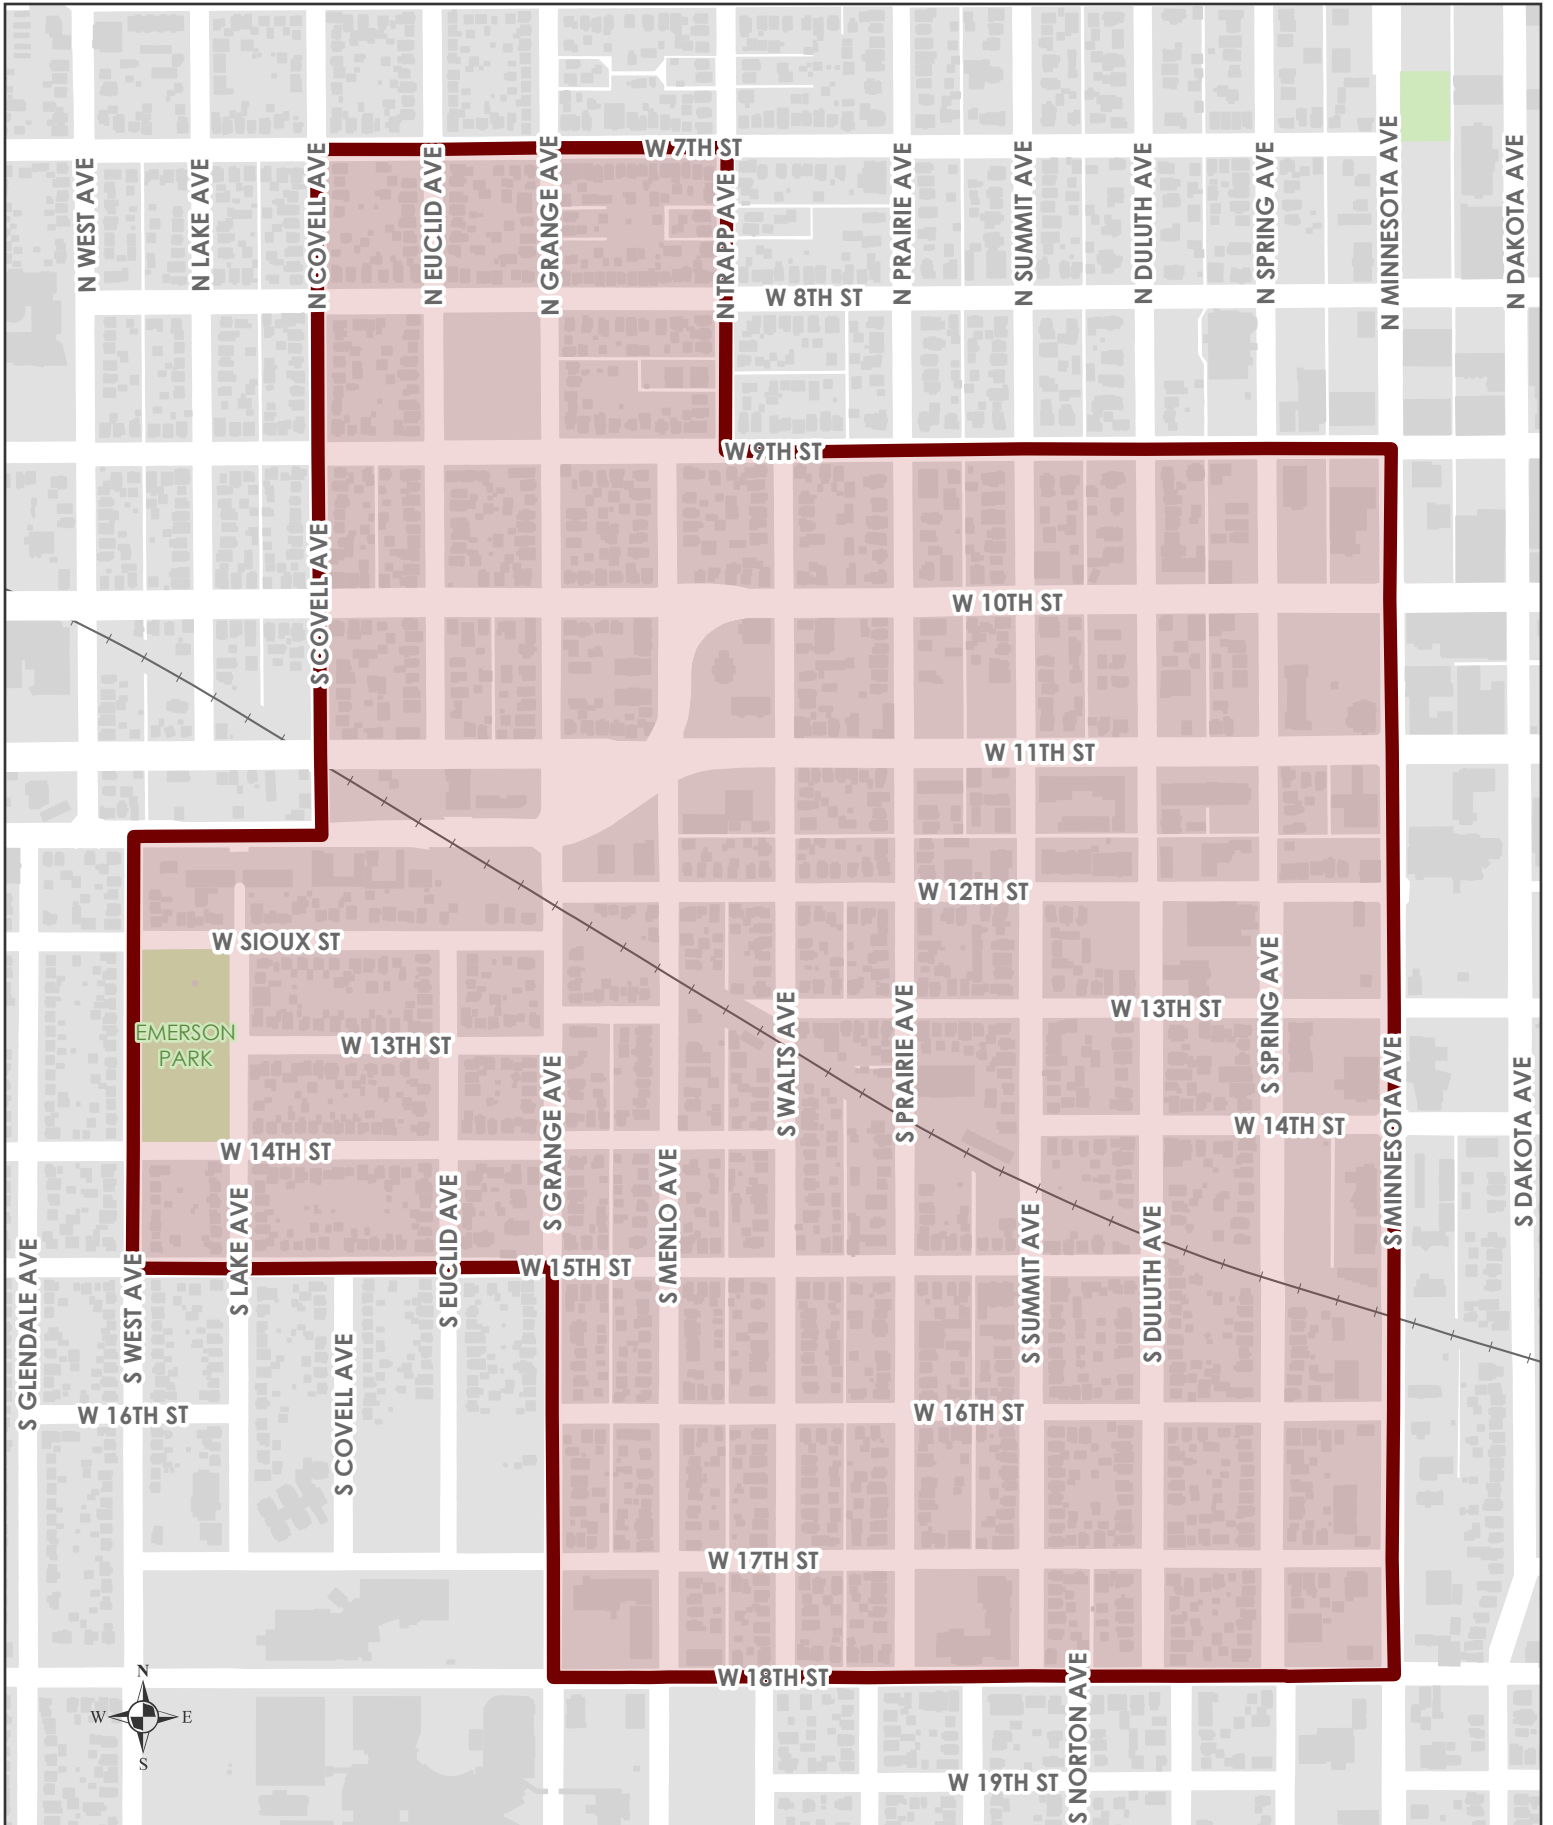 W 7TH ST
N WEST AVE
N LAKE AVE
N COVELL AVE
N EUCLID AVE
N GRANGE AVE
N TRAPP AVE
N PRAIRIE AVE
N SUMMIT AVE
N DULUTH AVE
N SPRING AVE
N MINNESOTA AVE
N DAKOTA AVE
W 8TH ST
W 9TH ST
S COVELL AVE
W 10TH ST
W 11TH ST
W 12TH ST
W SIOUX ST
EMERSON
PARK
W 13TH ST
W 13TH ST
S WALTS AVE
S PRAIRIE AVE
S SPRING AVE
S MINNESOTA AVE
S DAKOTA AVE
W 14TH ST
W 14TH ST
S GRANGE AVE
S MENLO AVE
S LAKE AVE
S EUCLID AVE
S SUMMIT AVE
S DULUTH AVE
W 15TH ST
S GLENDALE AVE
S WEST AVE
S COVELL AVE
W 16TH ST
W 16TH ST
W 17TH ST
W 18TH ST
S NORTON AVE
W 19TH ST
N
W
E
S